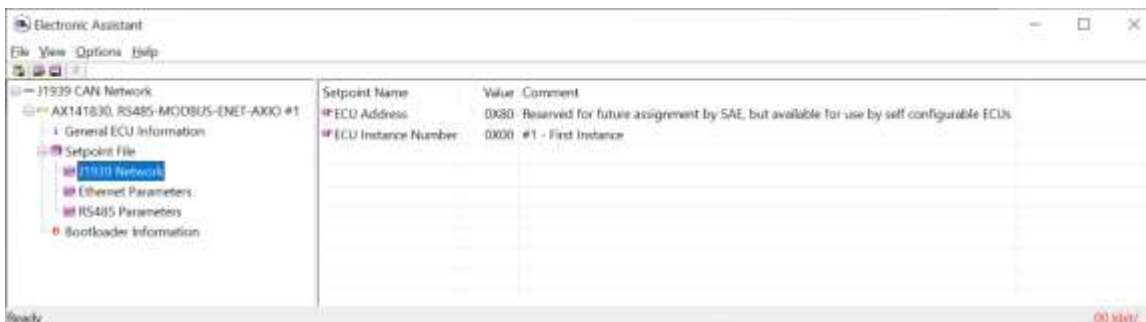 Electronic Assistant
File View Options Help
J1939 CAN Network
AX141830, RS485-MODBUS-ENET-AXIO #1
General ECU Information
Setpoint File
J1939 Network
Ethernet Parameters
RS485 Parameters
Bootloader Information
Setpoint Name Value Comment
ECU Address 0X80 Reserved for future assignment by SAE, but available for use by self configurable ECUs
ECU Instance Number 0X00 #1 - First Instance
Ready